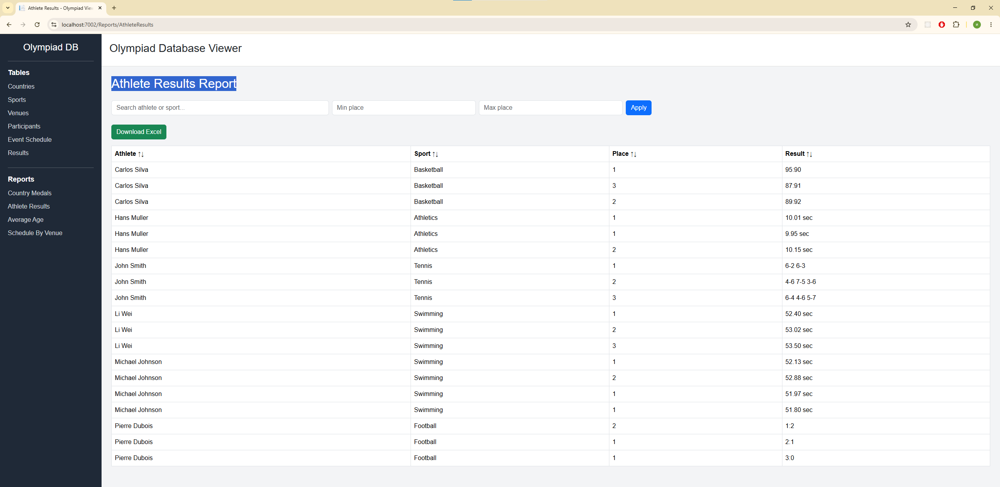 Athlete Results - Olympiad View
localhost:7002/Reports/AthleteResults
и
Olympiad DB
Tables
Countries
Sports
Venues
Participants
Event Schedule
Results
Reports
Country Medals
Athlete Results
Average Age
Schedule By Venue
Olympiad Database Viewer
Athlete Results Report
Search athlete or sport... Min place Max place Apply
Download Excel
Athlete ↑↓ Sport ↑↓ Place ↑↓ Result ↑↓
Carlos Silva Basketball 1 95:90
Carlos Silva Basketball 3 87:91
Carlos Silva Basketball 2 89:92
Hans Muller Athletics 1 10.01 sec
Hans Muller Athletics 1 9.95 sec
Hans Muller Athletics 2 10.15 sec
John Smith Tennis 1 6-2 6-3
John Smith Tennis 2 4-6 7-5 3-6
John Smith Tennis 3 6-4 4-6 5-7
Li Wei Swimming 1 52.40 sec
Li Wei Swimming 2 53.02 sec
Li Wei Swimming 3 53.50 sec
Michael Johnson Swimming 1 52.13 sec
Michael Johnson Swimming 2 52.88 sec
Michael Johnson Swimming 1 51.97 sec
Michael Johnson Swimming 1 51.80 sec
Pierre Dubois Football 2 1:2
Pierre Dubois Football 1 2:1
Pierre Dubois Football 1 3:0